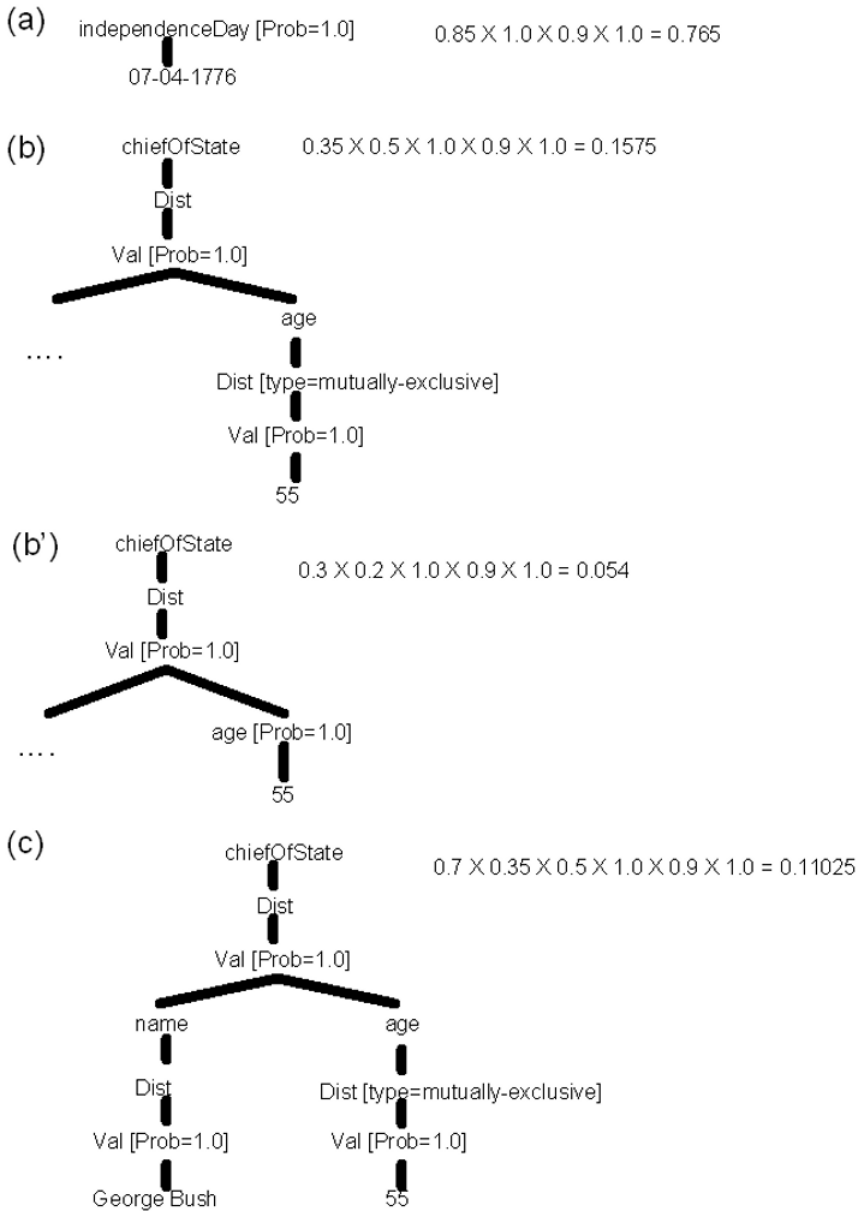 (a)
independenceDay [Prob=1.0]
0.85 X 1.0 X 0.9 X 1.0 = 0.765
07-04-1776
(b)
chiefOfState
0.35 X 0.5 X 1.0 X 0.9 X 1.0 = 0.1575
Dist
Val [Prob=1.0]
age
....
Dist [type=mutually-exclusive]
Val [Prob=1.0]
55
(b')
chiefOfState
0.3 X 0.2 X 1.0 X 0.9 X 1.0 = 0.054
Dist
Val [Prob=1.0]
age [Prob=1.0]
....
55
(c)
chiefOfState
0.7 X 0.35 X 0.5 X 1.0 X 0.9 X 1.0 = 0.11025
Dist
Val [Prob=1.0]
name age
Dist Dist [type=mutually-exclusive]
Val [Prob=1.0] Val [Prob=1.0]
George Bush 55